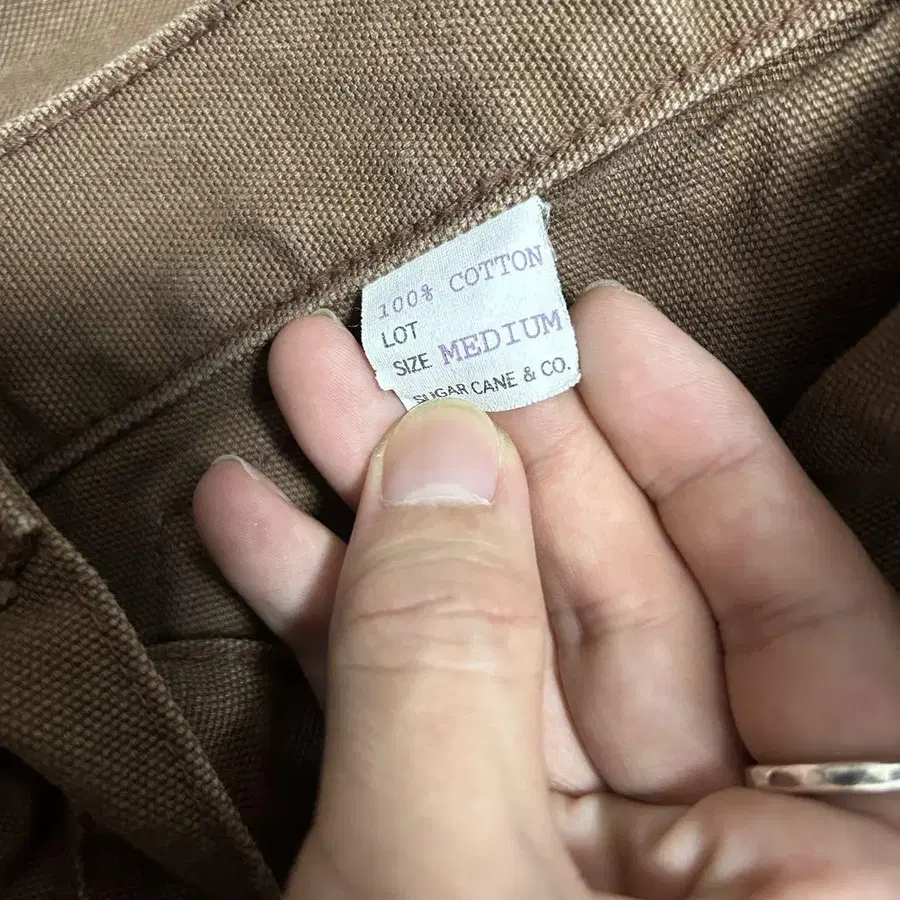 100% COTTON
LOT
SIZE MEDIUM
SUGAR CANE & CO.